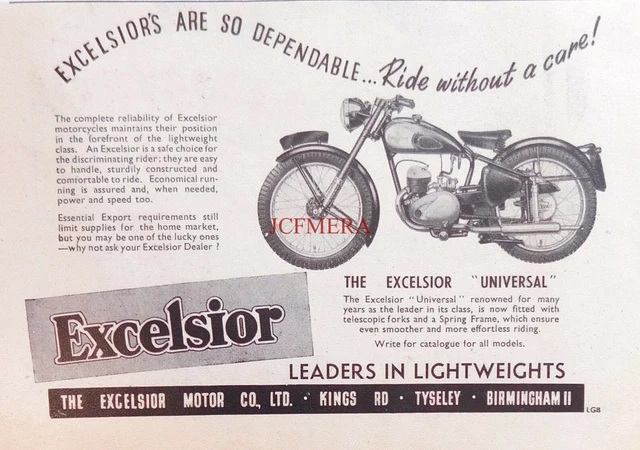 EXCELSIOR'S ARE SO DEPENDABLE... Ride without a care!
The complete reliability of Excelsior
motorcycles maintains their position
in the forefront of the lightweight
class. An Excelsior is a safe choice for
the discriminating rider; they are easy
to handle, sturdily constructed and
comfortable to ride. Economical run-
ning is assured and, when needed,
power and speed too.
Essential Export requirements still
limit supplies for the home market,
but you may be one of the lucky ones
—why not ask your Excelsior Dealer ?
JCFMERA
THE EXCELSIOR "UNIVERSAL"
The Excelsior "Universal" renowned for many
years as the leader in its class, is now fitted with
telescopic forks and a Spring Frame, which ensure
even smoother and more effortless riding.
Write for catalogue for all models.
Excelsior
LEADERS IN LIGHTWEIGHTS
THE EXCELSIOR MOTOR CO., LTD. · KINGS RD · TYSELEY · BIRMINGHAM II
LGB